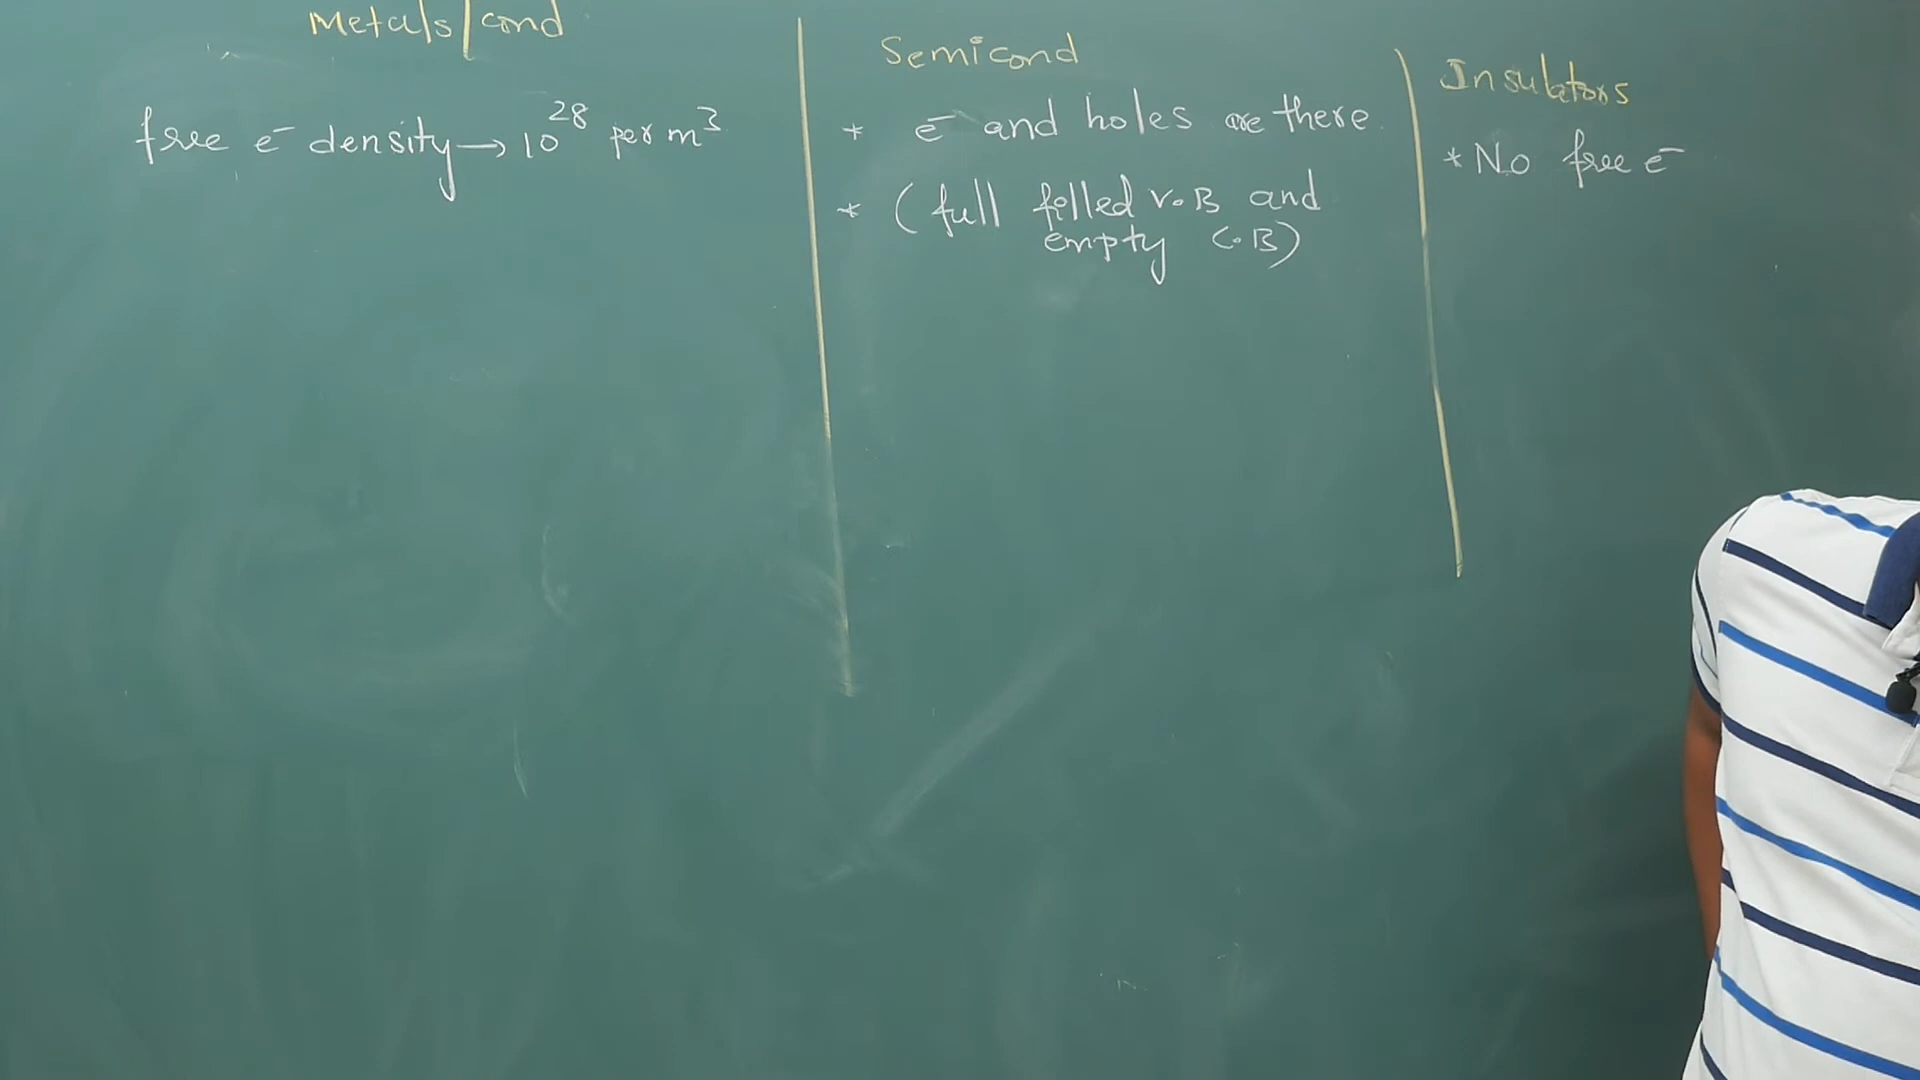 Metals/cond
free e⁻ density → 10²⁸ per m³
Semicond
* e⁻ and holes are there.
* (full filled V.B and
empty C.B)
Insulators
* No free e⁻